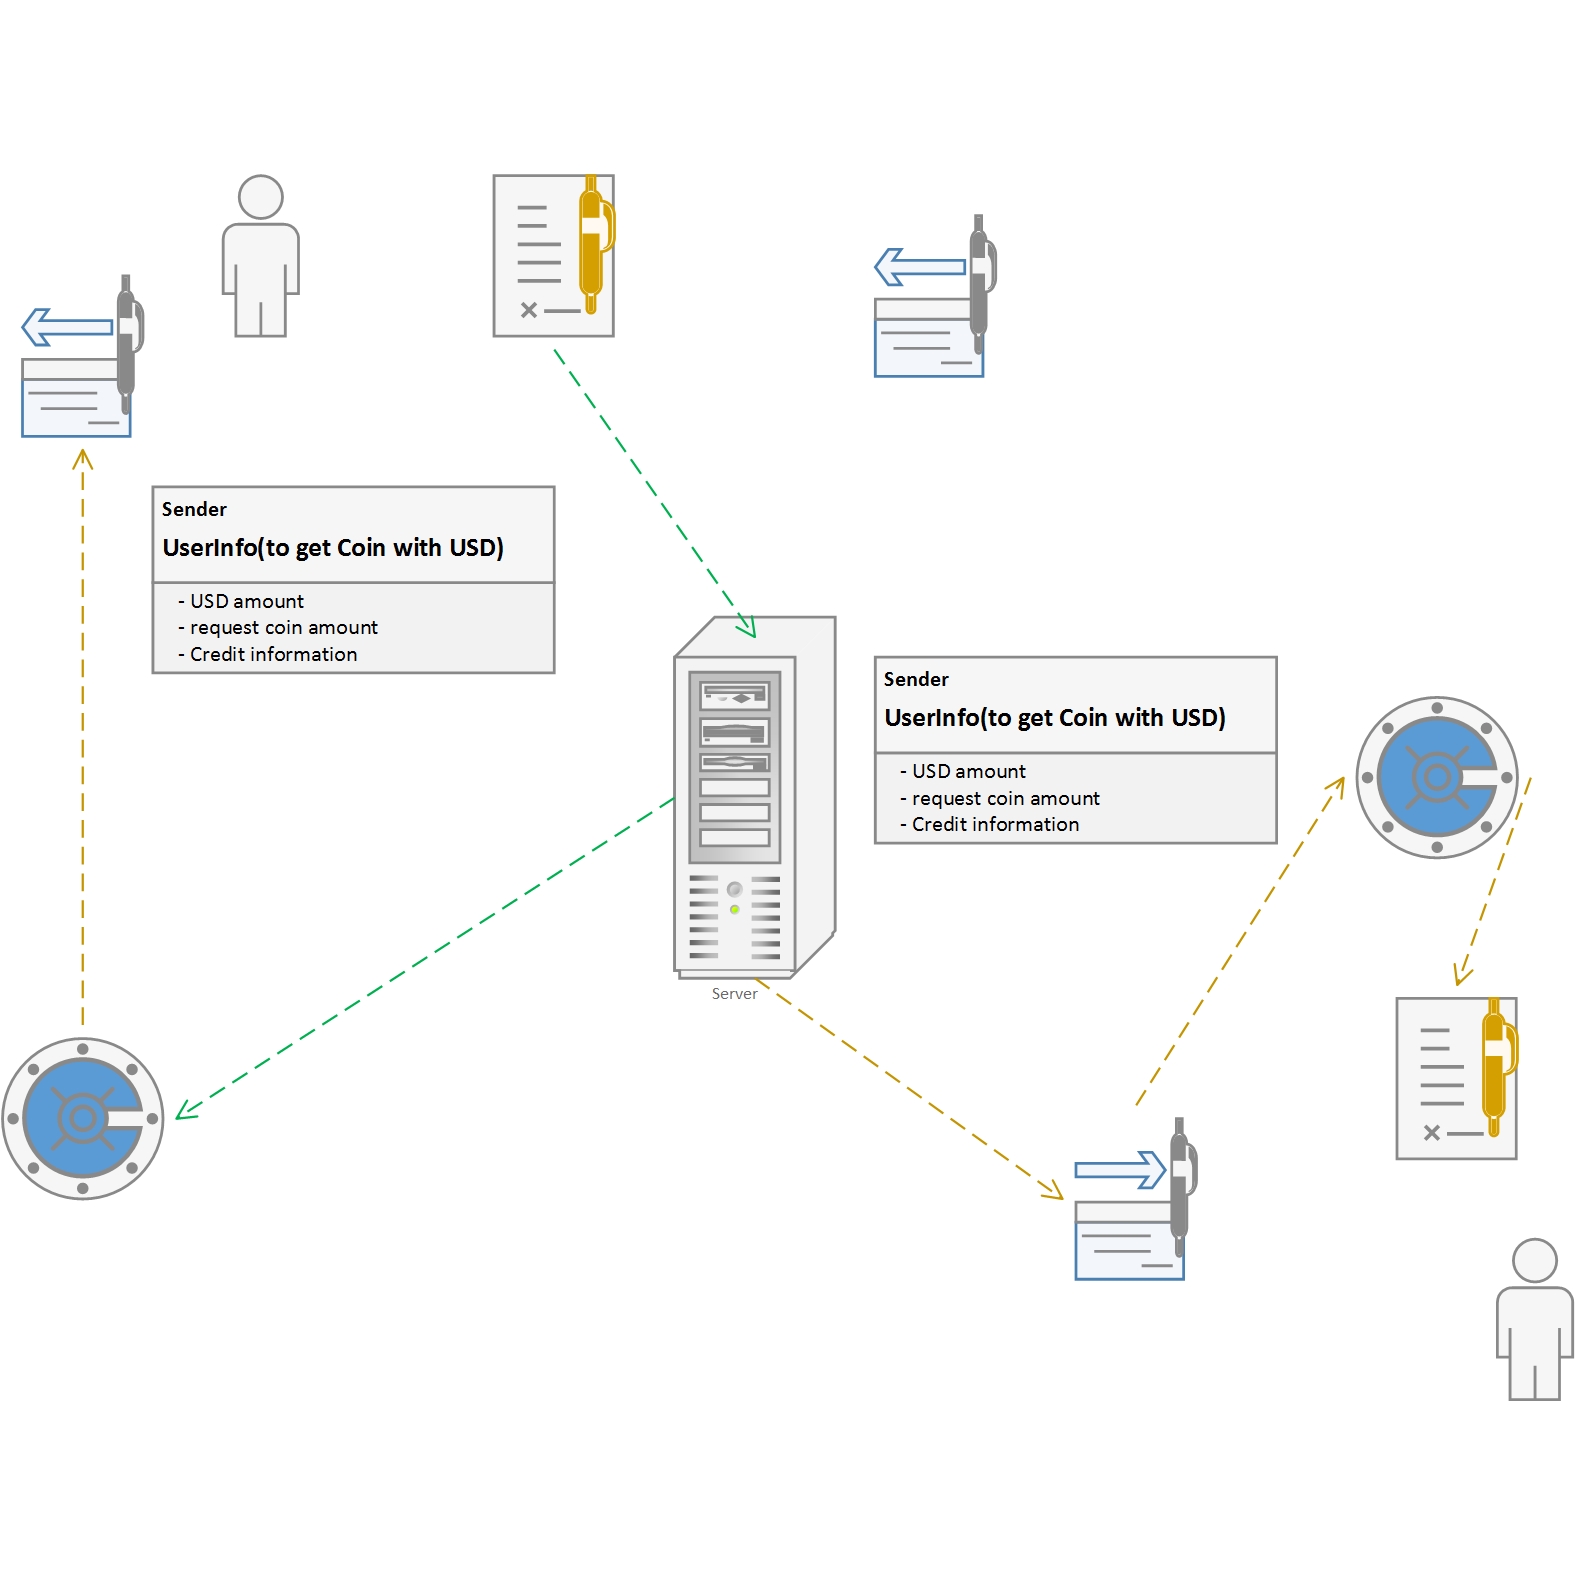 Sender
UserInfo(to get Coin with USD)
- USD amount
- request coin amount
- Credit information
Sender
UserInfo(to get Coin with USD)
- USD amount
- request coin amount
- Credit information
Server